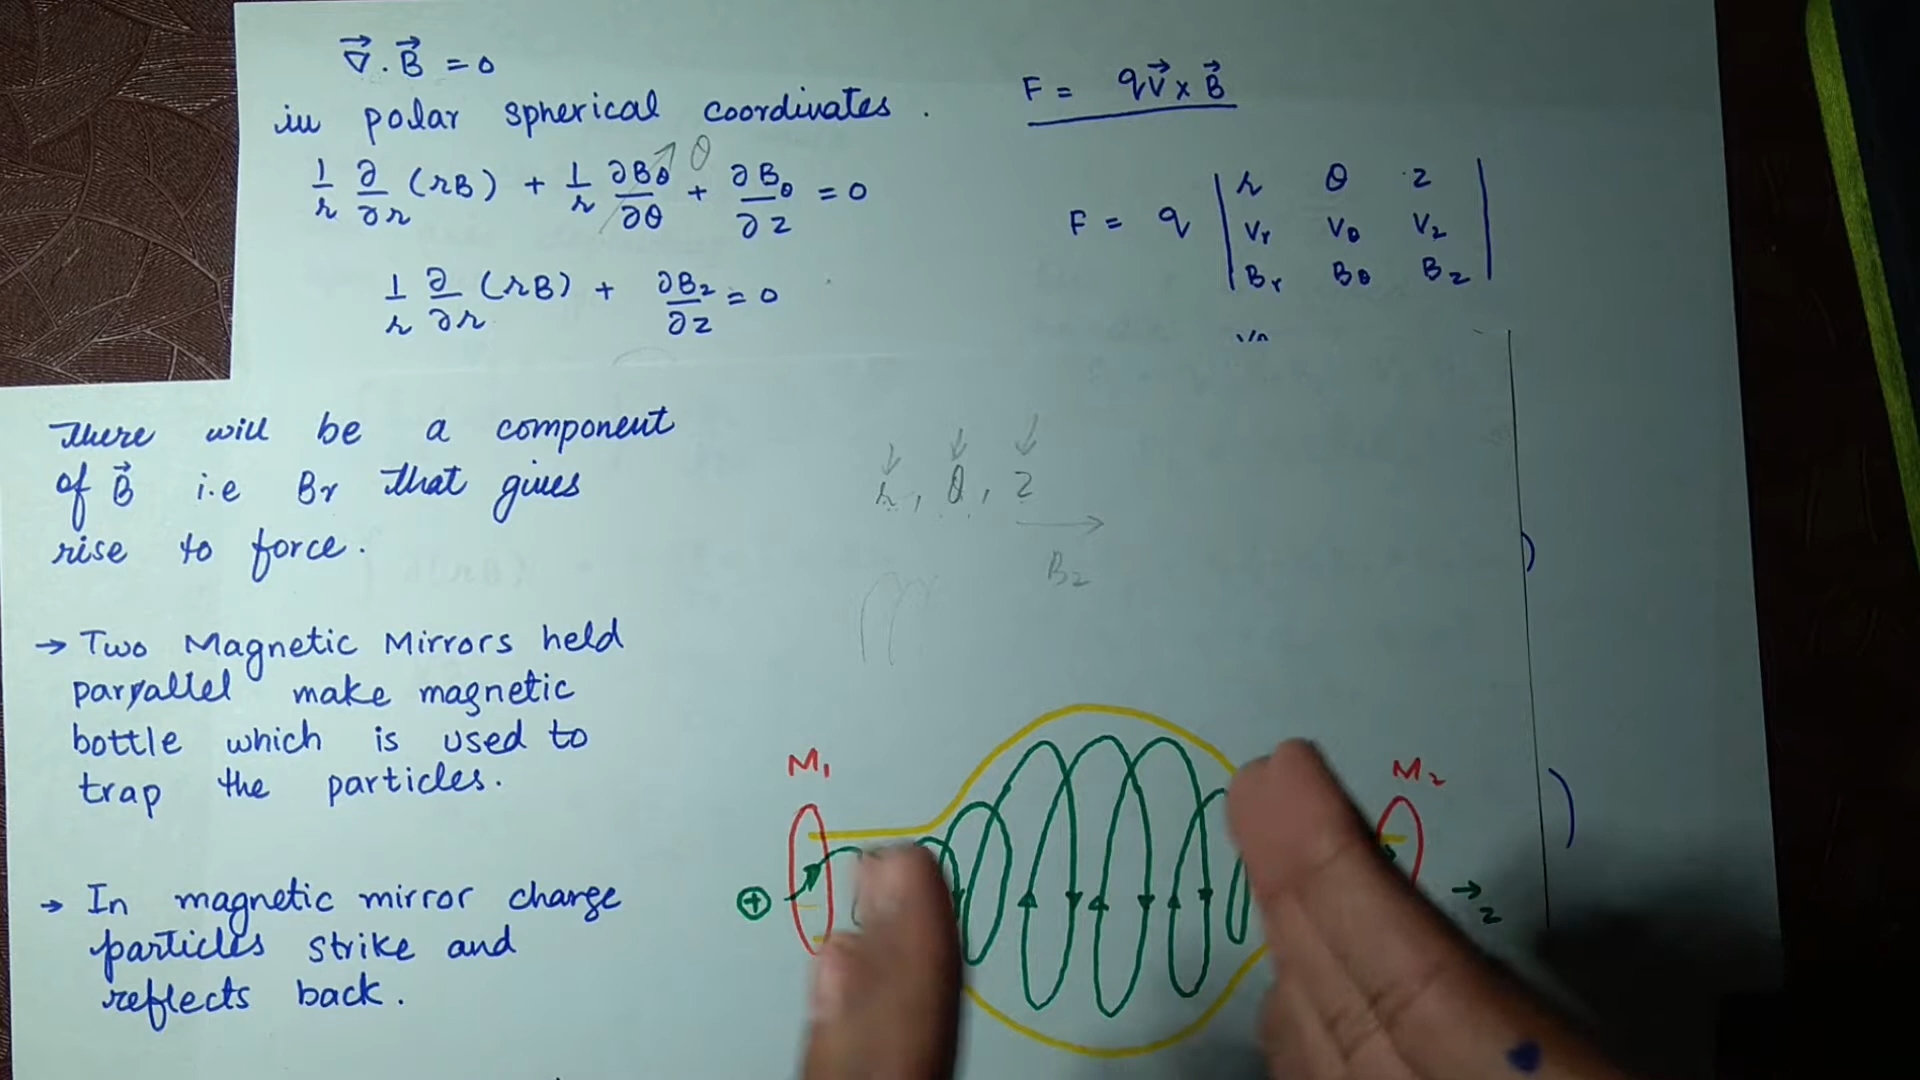 ∇⃗ . B⃗ = 0
in polar spherical coordinates .
1/r ∂/∂r (rB) + 1/r ∂Bθ/∂θ + ∂Bθ/∂z = 0
θ
1/r ∂/∂r (rB) + ∂Bz/∂z = 0
F = qV⃗ x B⃗
F = q | r θ z
Vr Vθ Vz
Br Bθ Bz |
There will be a component
of B⃗ i.e Br that gives
rise to force .
r , θ , z
Bz
→ Two Magnetic Mirrors held
paryallel make magnetic
bottle which is used to
trap the particles .
→ In magnetic mirror charge
particles strike and
reflects back .
M1
M2
+
→ z